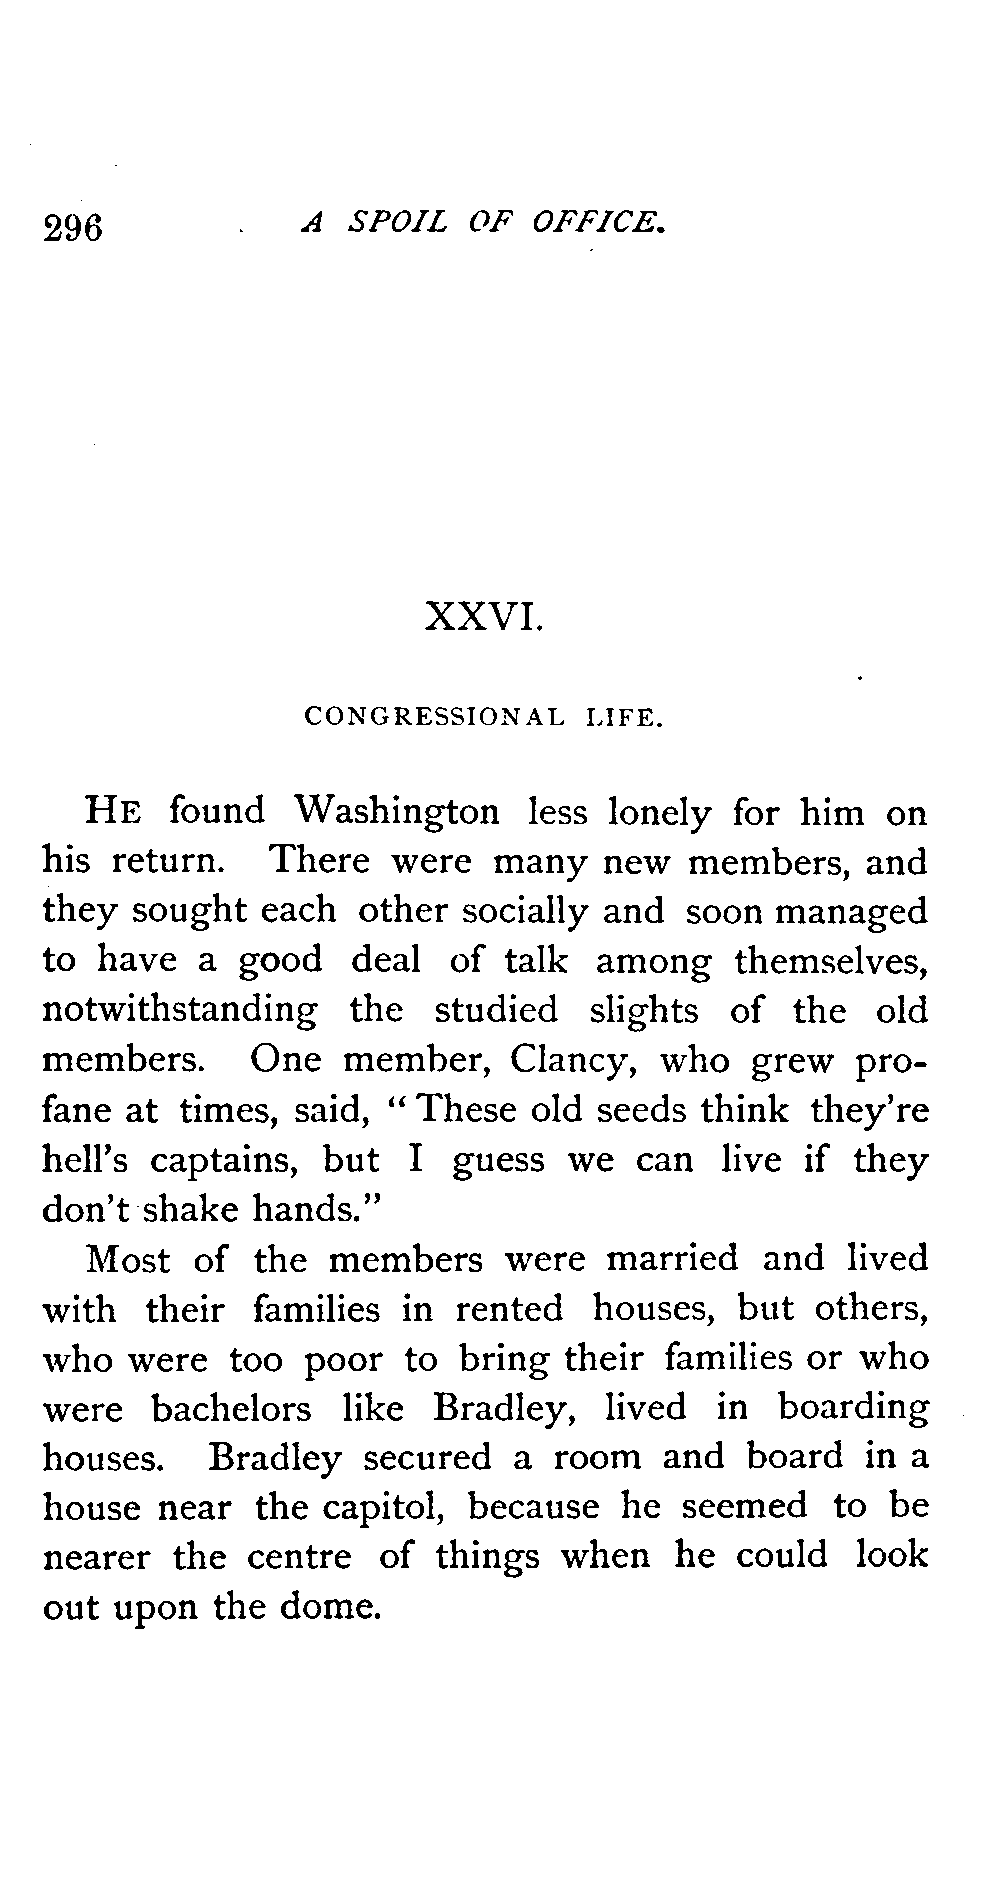 296 A SPOIL OF OFFICE.
XXVI.
CONGRESSIONAL LIFE.
HE found Washington less lonely for him on
his return. There were many new members, and
they sought each other socially and soon managed
to have a good deal of talk among themselves,
notwithstanding the studied slights of the old
members. One member, Clancy, who grew pro-
fane at times, said, “These old seeds think they're
hell's captains, but I guess we can live if they
don't shake hands.”
Most of the members were married and lived
with their families in rented houses, but others,
who were too poor to bring their families or who
were bachelors like Bradley, lived in boarding
houses. Bradley secured a room and board in a
house near the capitol, because he seemed to be
nearer the centre of things when he could look
out upon the dome.